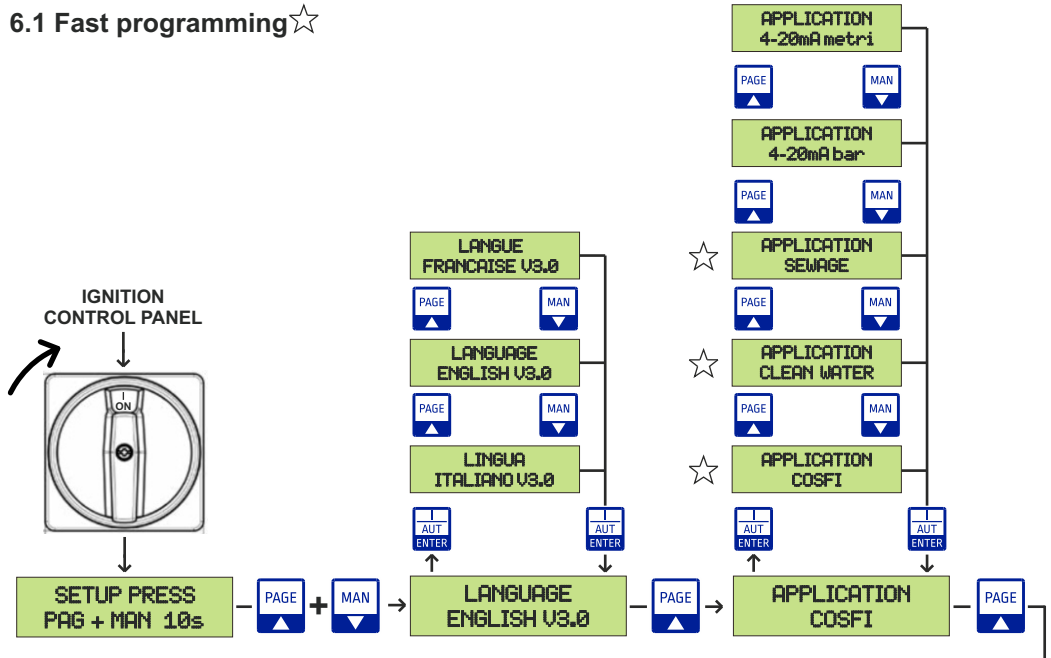 6.1 Fast programming
APPLICATION
4-20mA metri
PAGE
MAN
APPLICATION
4-20mA bar
PAGE
MAN
LANGUE
FRANCAISE V3.0
APPLICATION
SEWAGE
PAGE
MAN
PAGE
MAN
IGNITION
CONTROL PANEL
LANGUAGE
ENGLISH V3.0
APPLICATION
CLEAN WATER
I
ON
PAGE
MAN
PAGE
MAN
LINGUA
ITALIANO V3.0
APPLICATION
COSFI
I
AUT
ENTER
I
AUT
ENTER
I
AUT
ENTER
I
AUT
ENTER
SETUP PRESS
PAG + MAN 10s
PAGE
+
MAN
LANGUAGE
ENGLISH V3.0
PAGE
APPLICATION
COSFI
PAGE